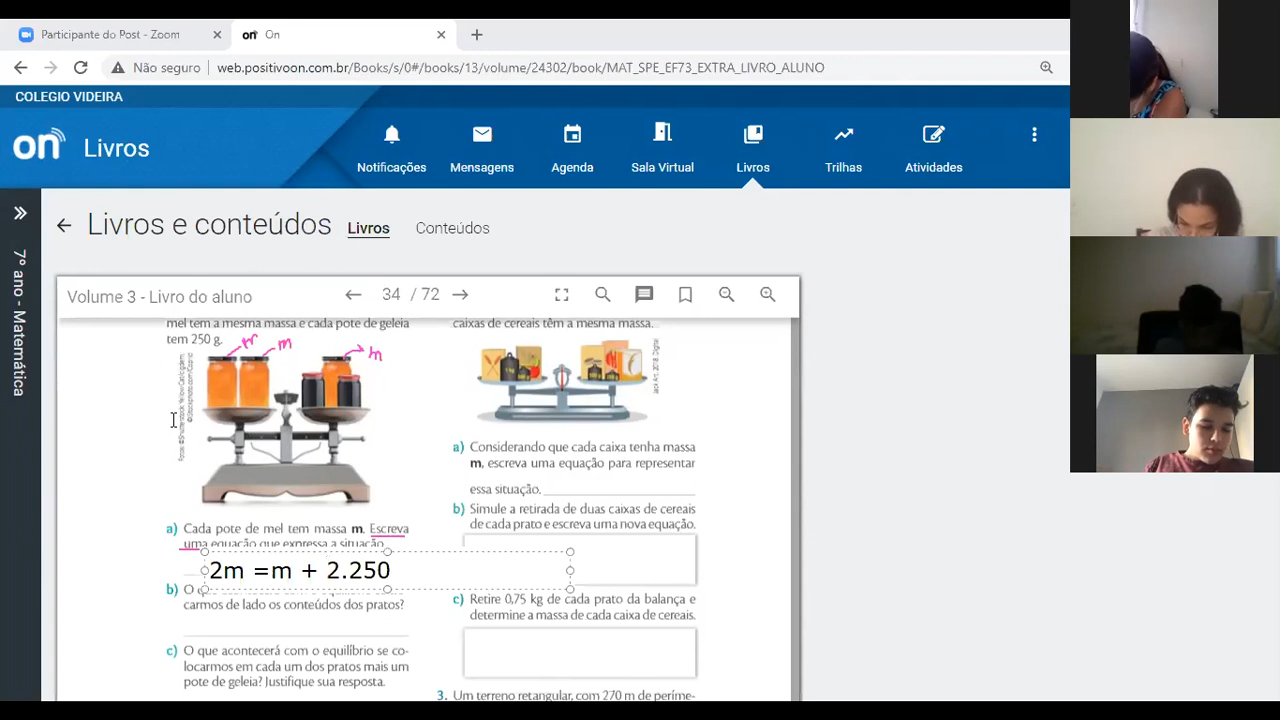 Participante do Post - Zoom
On
Não seguro
web.positivoon.com.br/Books/s/0#/books/13/volume/24302/book/MAT_SPE_EF73_EXTRA_LIVRO_ALUNO
COLEGIO VIDEIRA
on
Livros
Notificações
Mensagens
Agenda
Sala Virtual
Livros
Trilhas
Atividades
7º ano - Matemática
Livros e conteúdos
Livros
Conteúdos
Volume 3 - Livro do aluno
34 / 72
mel tem a mesma massa e cada pote de geleia
tem 250 g.
m
m
m
a) Cada pote de mel tem massa m. Escreva
uma equação que expressa a situação.
2m =m + 2.250
b) O
carmos de lado os conteúdos dos pratos?
c) O que acontecerá com o equilíbrio se co-
locarmos em cada um dos pratos mais um
pote de geleia? Justifique sua resposta.
caixas de cereais têm a mesma massa.
a) Considerando que cada caixa tenha massa
m, escreva uma equação para representar
essa situação.
b) Simule a retirada de duas caixas de cereais
de cada prato e escreva uma nova equação.
c) Retire 0,75 kg de cada prato da balança e
determine a massa de cada caixa de cereais.
3. Um terreno retangular, com 270 m de períme-